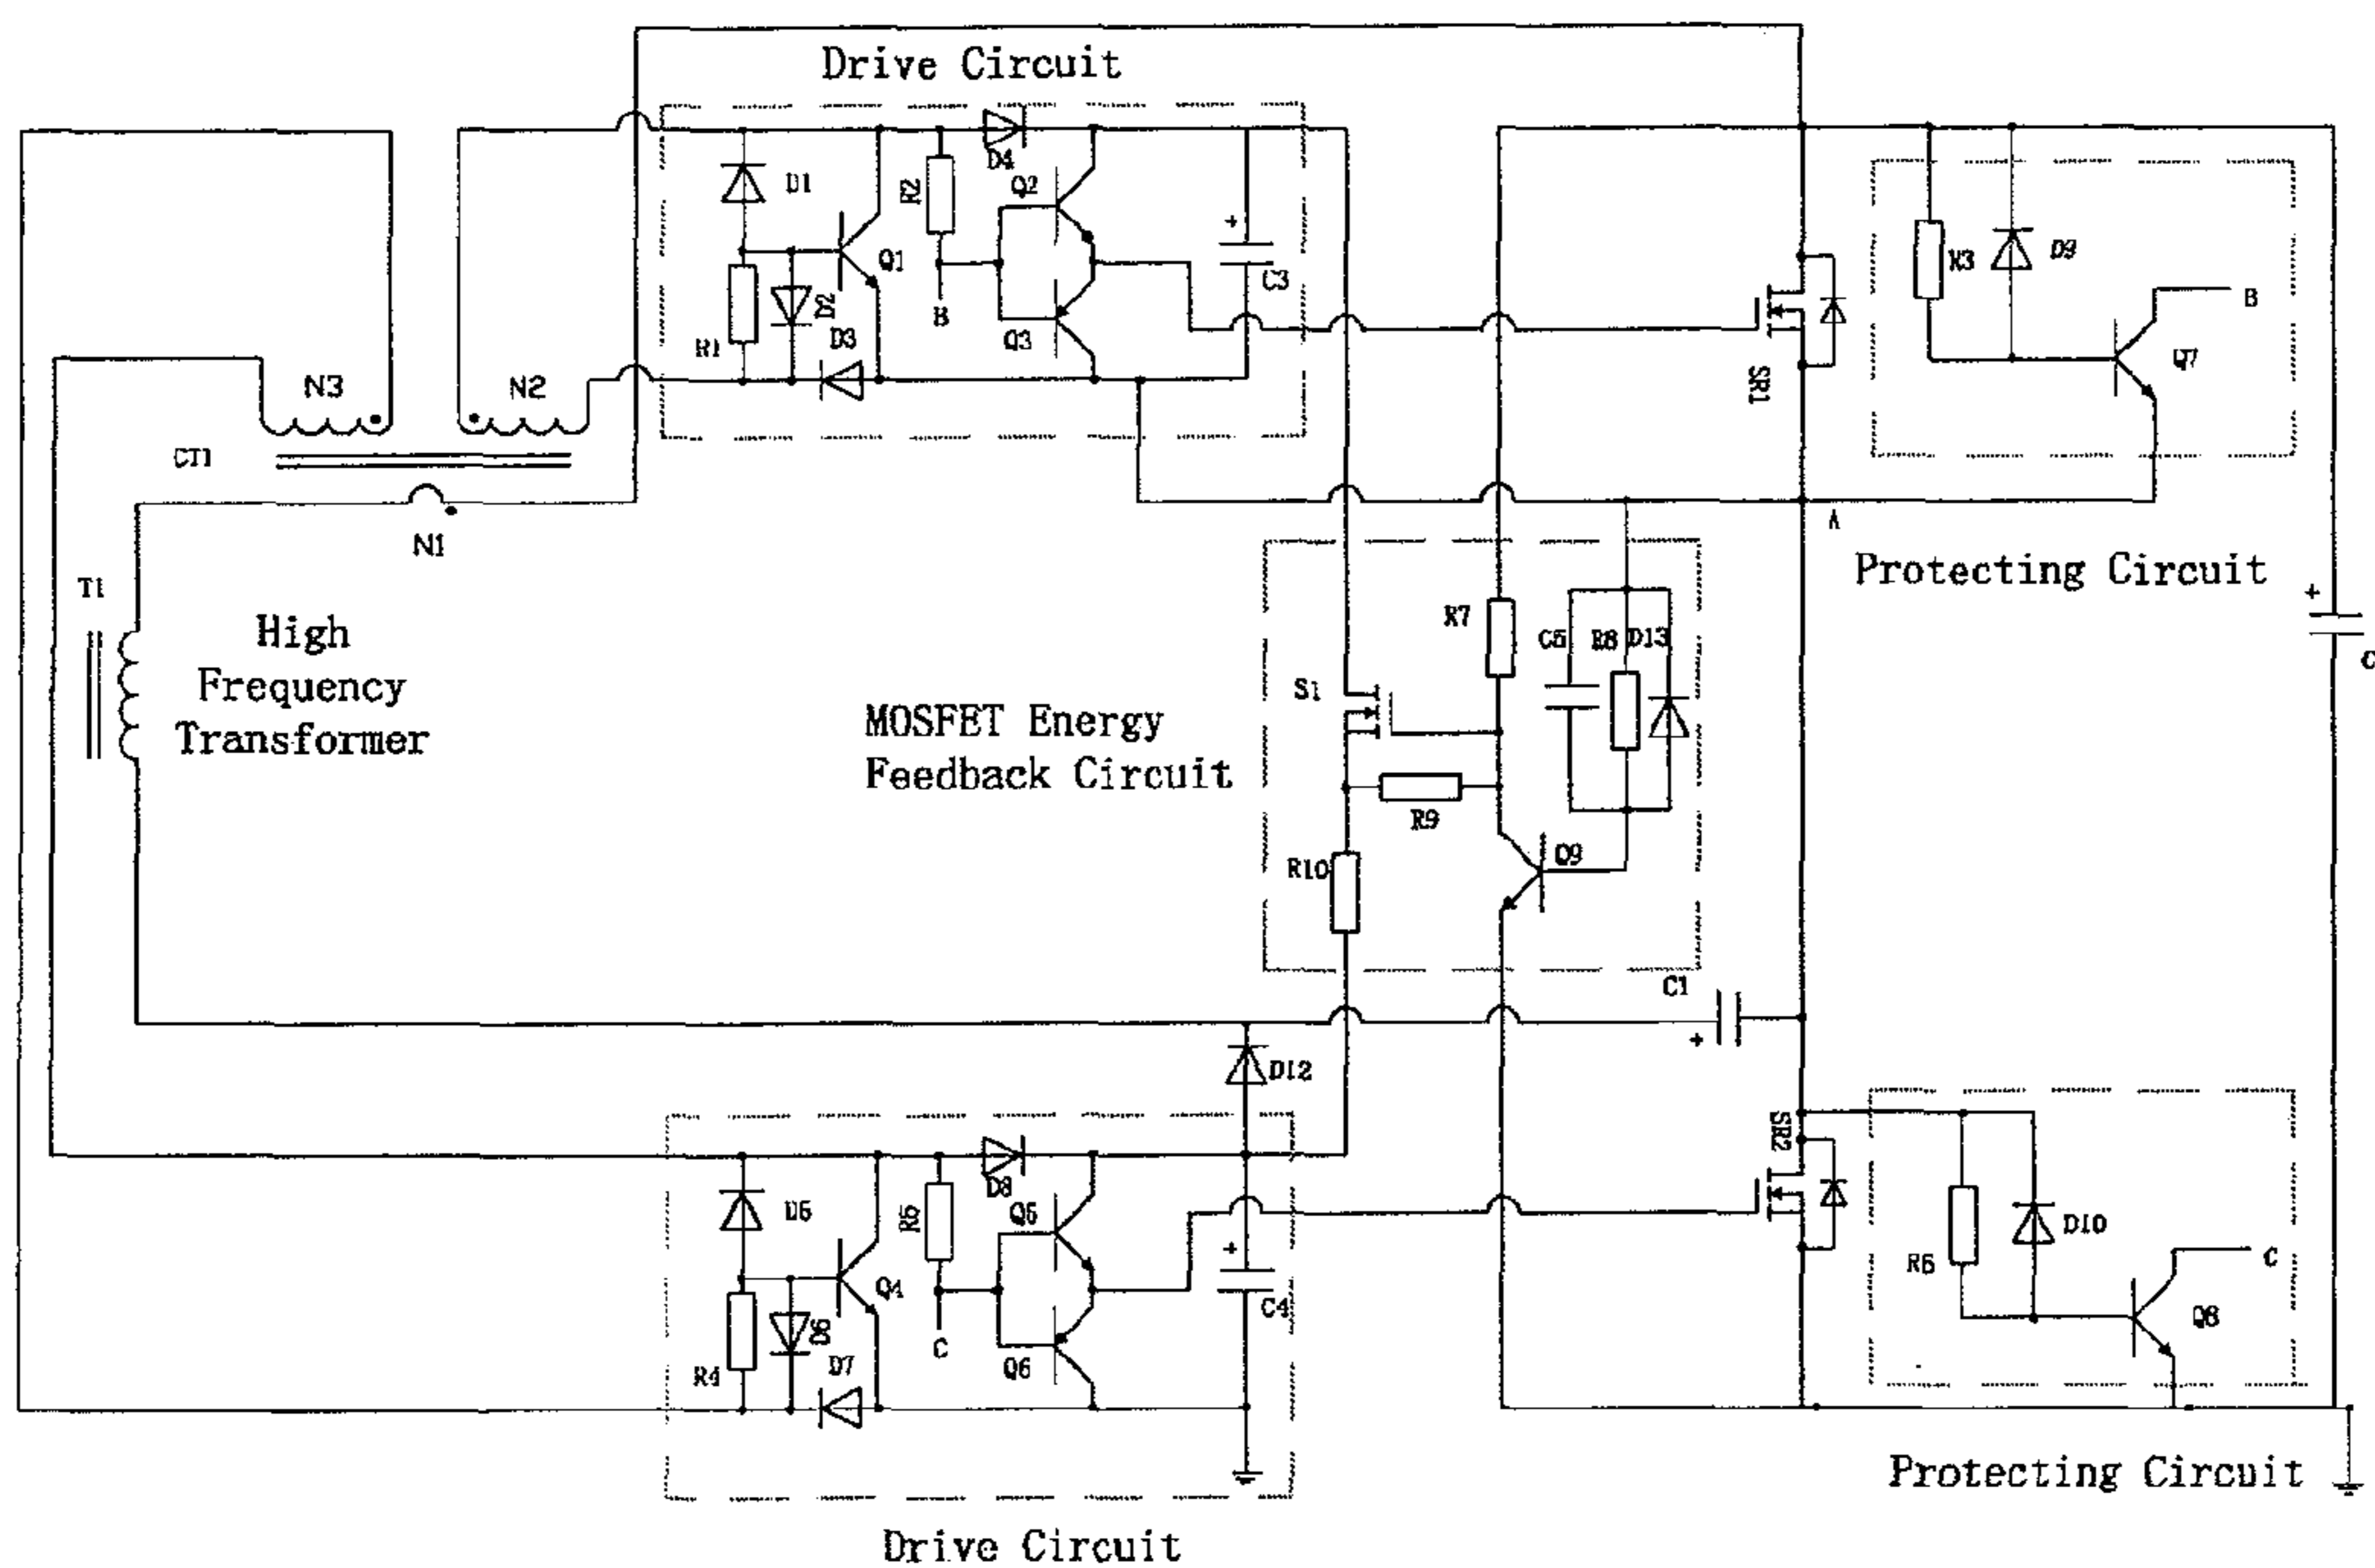 Drive Circuit
D1
R2
D4
Q2
Q1
B
D2
D3
R1
Q3
C3
N3
N2
CT1
N1
SR1
R3
D9
B
Q7
A
Protecting Circuit
T1
High
Frequency
Transformer
MOSFET Energy
Feedback Circuit
S1
R7
C5
R8
D13
R9
R10
Q9
+
C
C1
+
D12
SR2
D5
R5
D8
Q5
+
Q4
C4
D6
D7
C
R4
Q6
R6
D10
C
Q8
+
Protecting Circuit
Drive Circuit